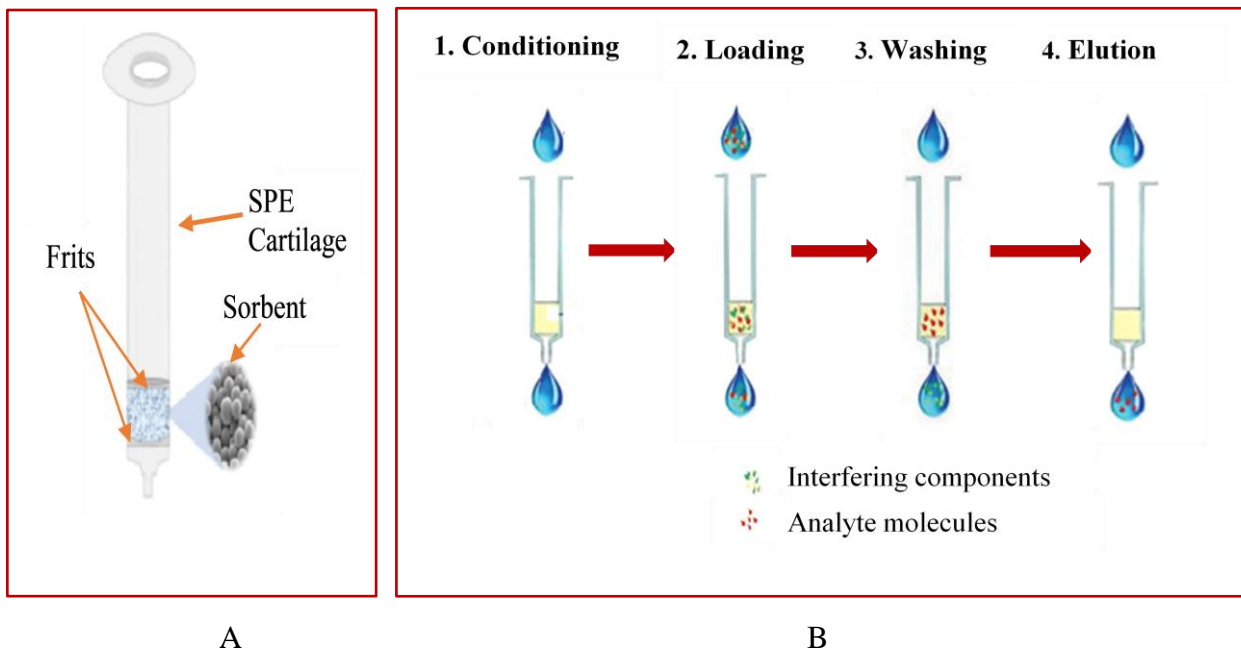 SPE
Cartilage
Frits
Sorbent
1. Conditioning
2. Loading
3. Washing
4. Elution
Interfering components
Analyte molecules
A
B